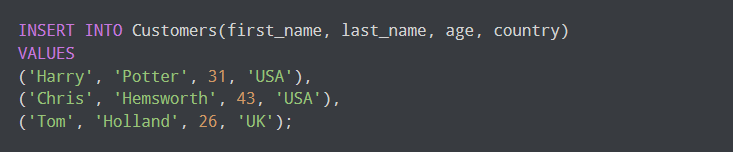 INSERT INTO Customers(first_name, last_name, age, country)
VALUES
('Harry', 'Potter', 31, 'USA'),
('Chris', 'Hemsworth', 43, 'USA'),
('Tom', 'Holland', 26, 'UK');